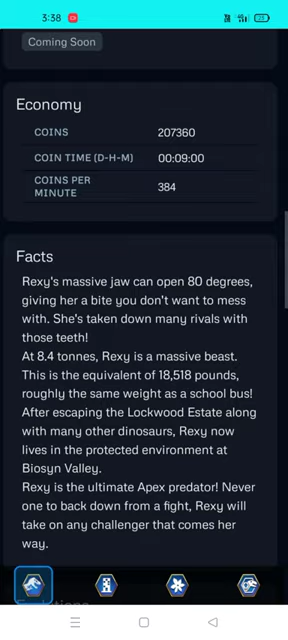 3:38
25
Coming Soon
Economy
COINS 207360
COIN TIME (D-H-M) 00:09:00
COINS PER
MINUTE 384
Facts
Rexy's massive jaw can open 80 degrees,
giving her a bite you don't want to mess
with. She's taken down many rivals with
those teeth!
At 8.4 tonnes, Rexy is a massive beast.
This is the equivalent of 18,518 pounds,
roughly the same weight as a school bus!
After escaping the Lockwood Estate along
with many other dinosaurs, Rexy now
lives in the protected environment at
Biosyn Valley.
Rexy is the ultimate Apex predator! Never
one to back down from a fight, Rexy will
take on any challenger that comes her
way.